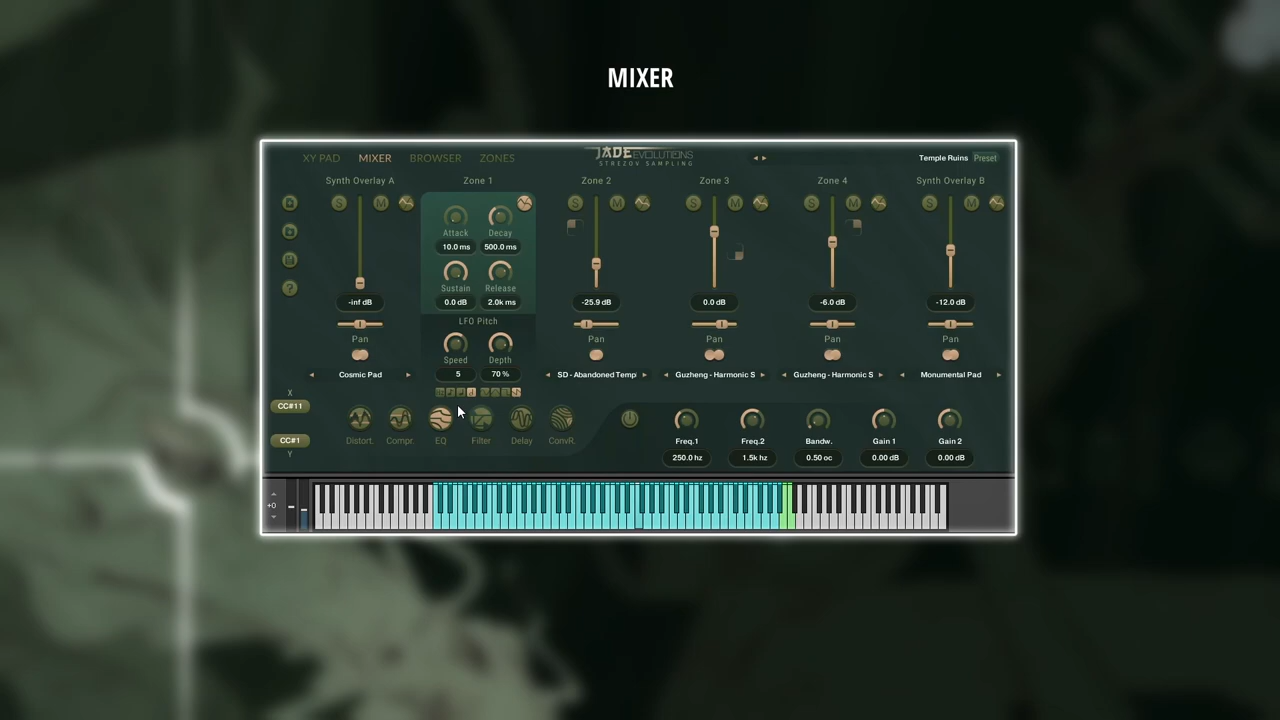 MIXER
XY PAD MIXER BROWSER ZONES
JADE EVOLUTIONS
STREZOV SAMPLING
Temple Ruins Preset
Synth Overlay A Zone 1 Zone 2 Zone 3 Zone 4 Synth Overlay B
S M S M S M S M S M
Attack Decay
10.0 ms 500.0 ms
Sustain Release
-inf dB 0.0 dB 2.0k ms -25.9 dB 0.0 dB -6.0 dB -12.0 dB
LFO Pitch
Pan Pan Pan Pan Pan
Speed Depth
Cosmic Pad 5 70 % SD - Abandoned Temp Guzheng - Harmonic S Guzheng - Harmonic S Monumental Pad
?
X
CC#11
CC#1
Y
Distort. Compr. EQ Filter Delay ConvR.
Freq.1 Freq.2 Bandw. Gain 1 Gain 2
250.0 hz 1.5k hz 0.50 oc 0.00 dB 0.00 dB
+0